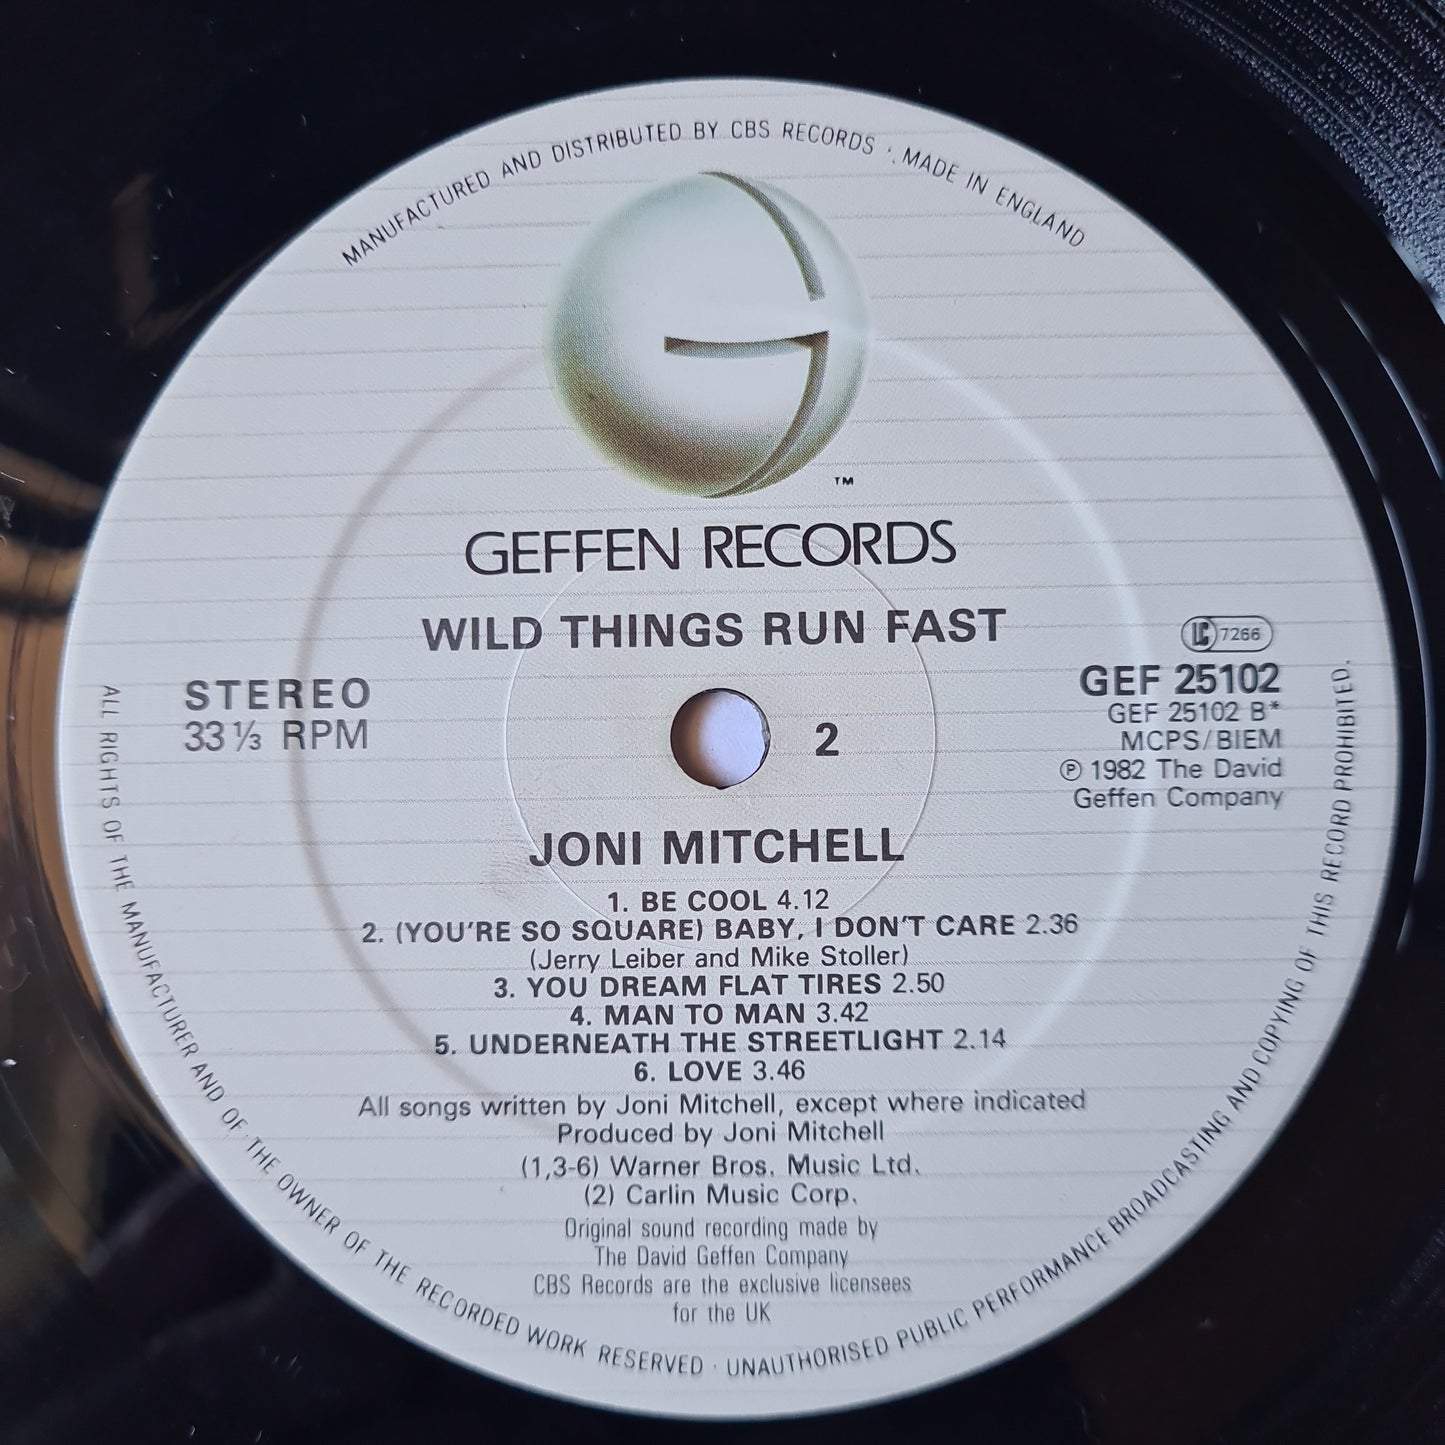 MANUFACTURED AND DISTRIBUTED BY CBS RECORDS · MADE IN ENGLAND
TM
GEFFEN RECORDS
WILD THINGS RUN FAST
LC 7266
STEREO
33 ⅓ RPM
2
GEF 25102
GEF 25102 B*
MCPS/BIEM
℗ 1982 The David
Geffen Company
JONI MITCHELL
1. BE COOL 4.12
2. (YOU'RE SO SQUARE) BABY, I DON'T CARE 2.36
(Jerry Leiber and Mike Stoller)
3. YOU DREAM FLAT TIRES 2.50
4. MAN TO MAN 3.42
5. UNDERNEATH THE STREETLIGHT 2.14
6. LOVE 3.46
All songs written by Joni Mitchell, except where indicated
Produced by Joni Mitchell
(1,3-6) Warner Bros. Music Ltd.
(2) Carlin Music Corp.
Original sound recording made by
The David Geffen Company
CBS Records are the exclusive licensees
for the UK
ALL RIGHTS OF THE MANUFACTURER AND OF THE OWNER OF THE RECORDED WORK RESERVED · UNAUTHORISED PUBLIC PERFORMANCE BROADCASTING AND COPYING OF THIS RECORD PROHIBITED.